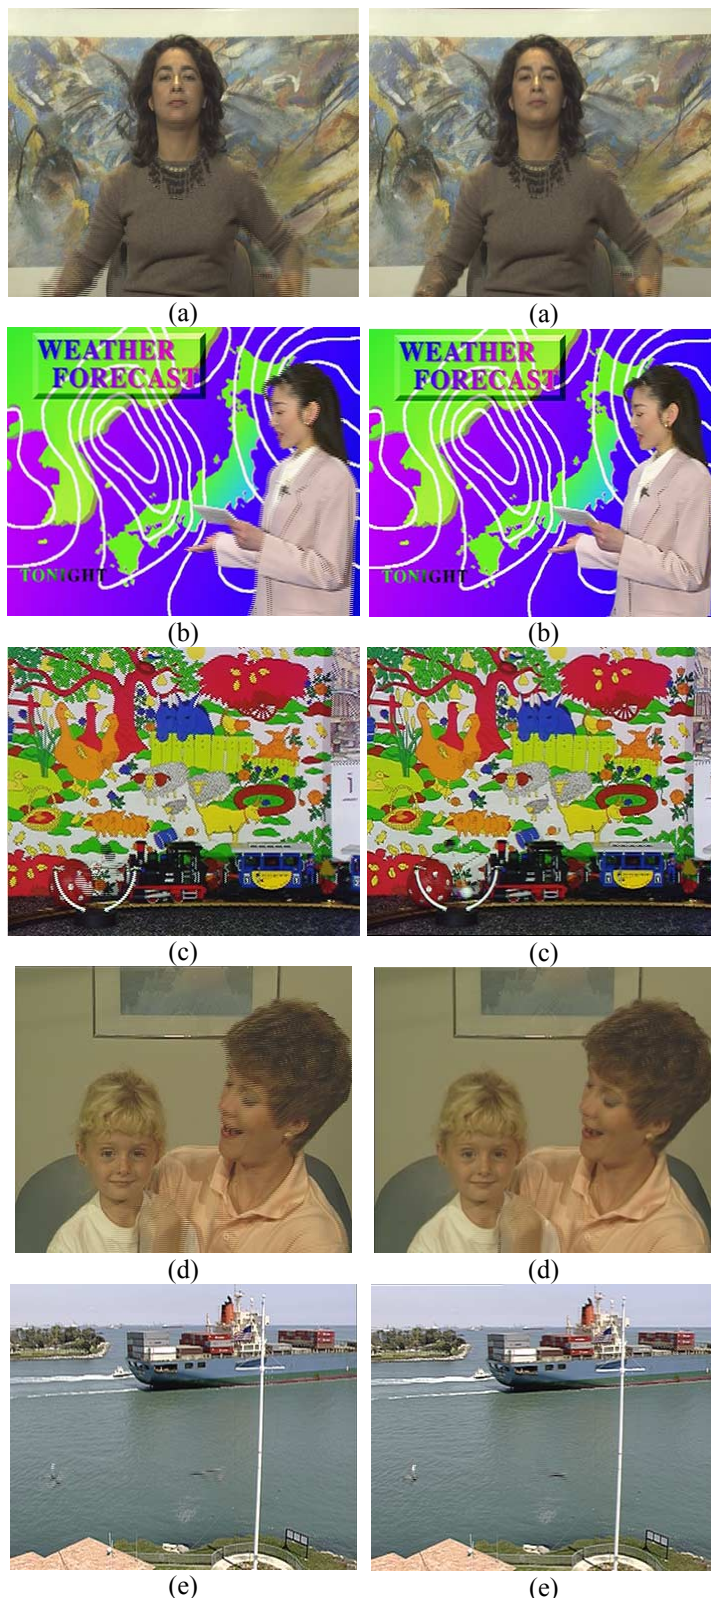 (a) (a)
WEATHER WEATHER
FORECAST FORECAST
TONIGHT TONIGHT
(b) (b)
(c) (c)
(d) (d)
(e) (e)